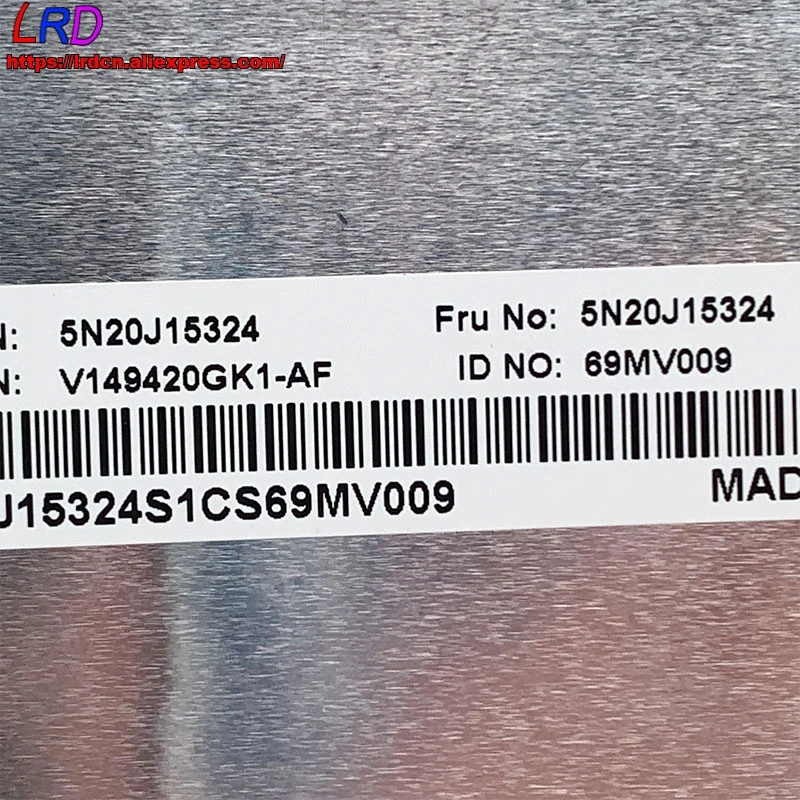 LRD
https://lrdcn.aliexpress.com/
N: 5N20J15324 Fru No: 5N20J15324
N: V149420GK1-AF ID NO: 69MV009
J15324S1CS69MV009 MAD